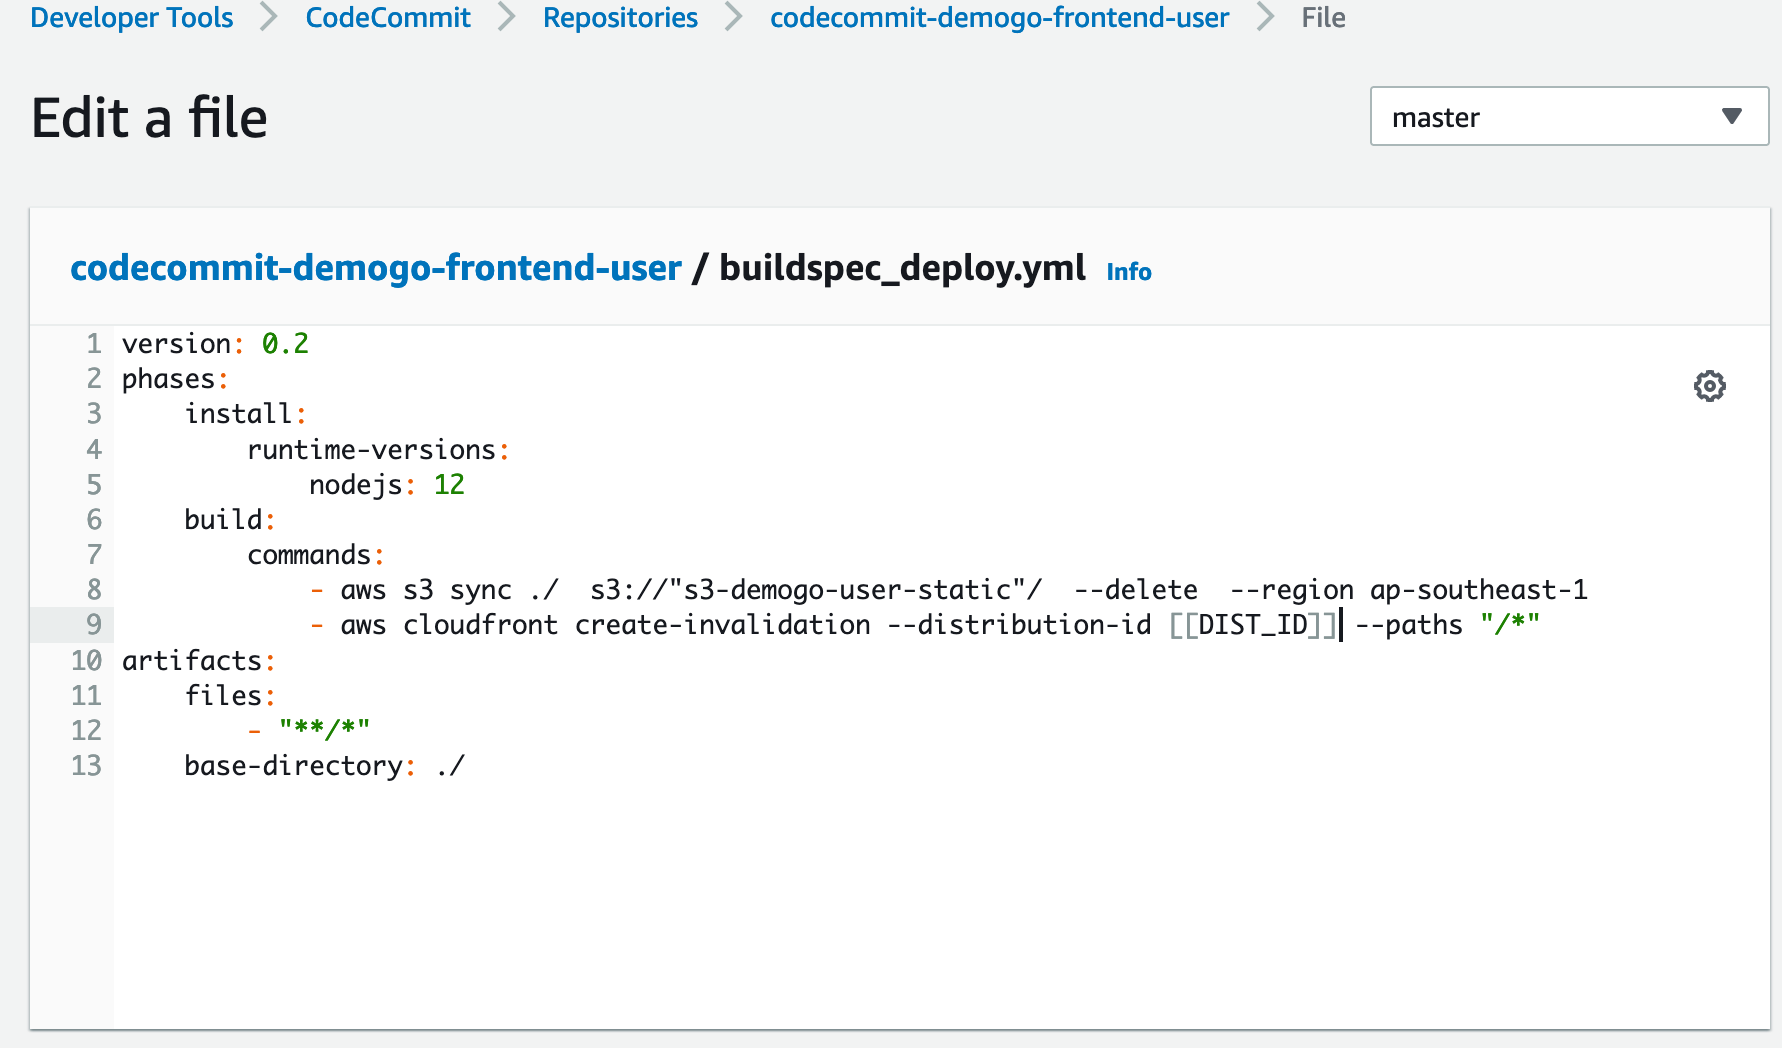 Developer Tools > CodeCommit > Repositories > codecommit-demogo-frontend-user > File
Edit a file
master
codecommit-demogo-frontend-user / buildspec_deploy.yml Info
1 version: 0.2
2 phases:
3     install:
4         runtime-versions:
5             nodejs: 12
6     build:
7         commands:
8             - aws s3 sync ./  s3://"s3-demogo-user-static"/  --delete  --region ap-southeast-1
9             - aws cloudfront create-invalidation --distribution-id [[DIST_ID]] --paths "/*"
10 artifacts:
11     files:
12         - "**/*"
13     base-directory: ./